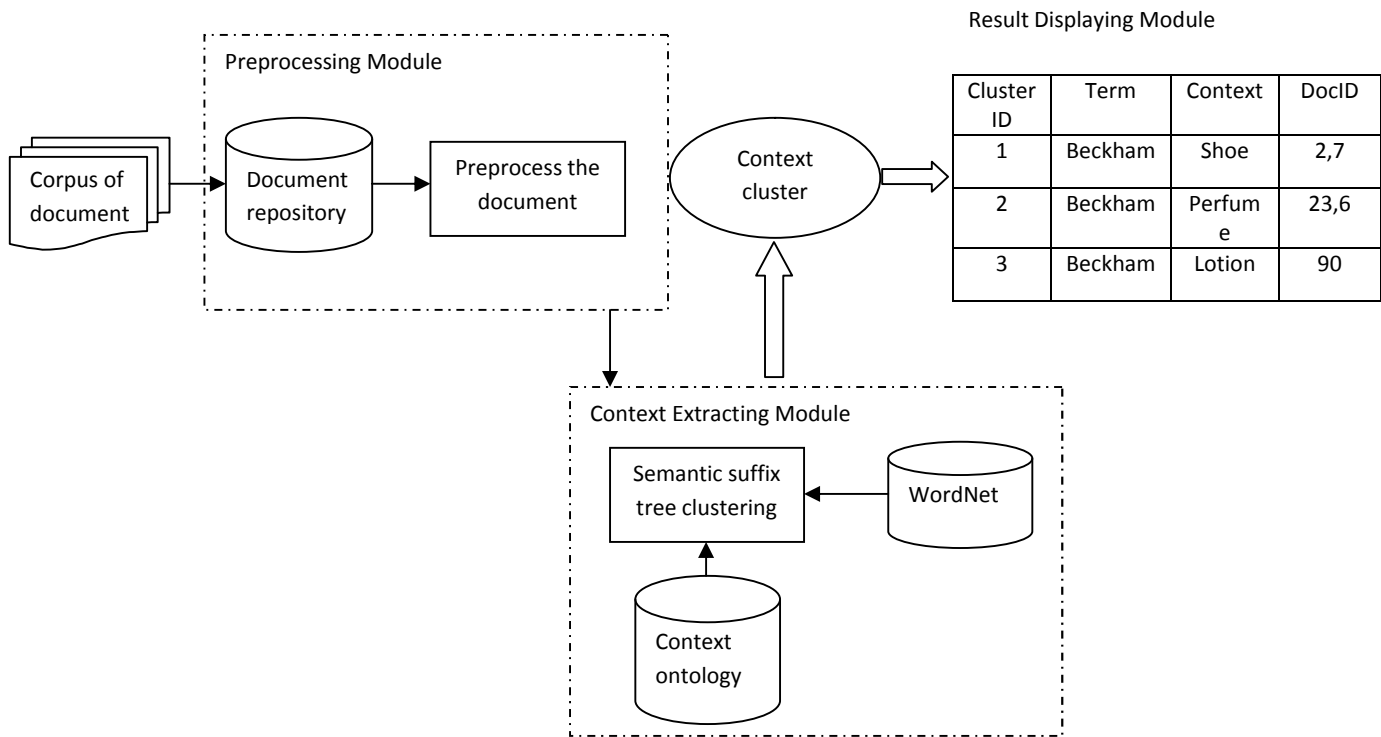 Result Displaying Module
Preprocessing Module
Corpus of
document
Document
repository
Preprocess the
document
Context
cluster
Cluster
ID
Term
Context
DocID
1
Beckham
Shoe
2,7
2
Beckham
Perfum
e
23,6
3
Beckham
Lotion
90
Context Extracting Module
Semantic suffix
tree clustering
WordNet
Context
ontology